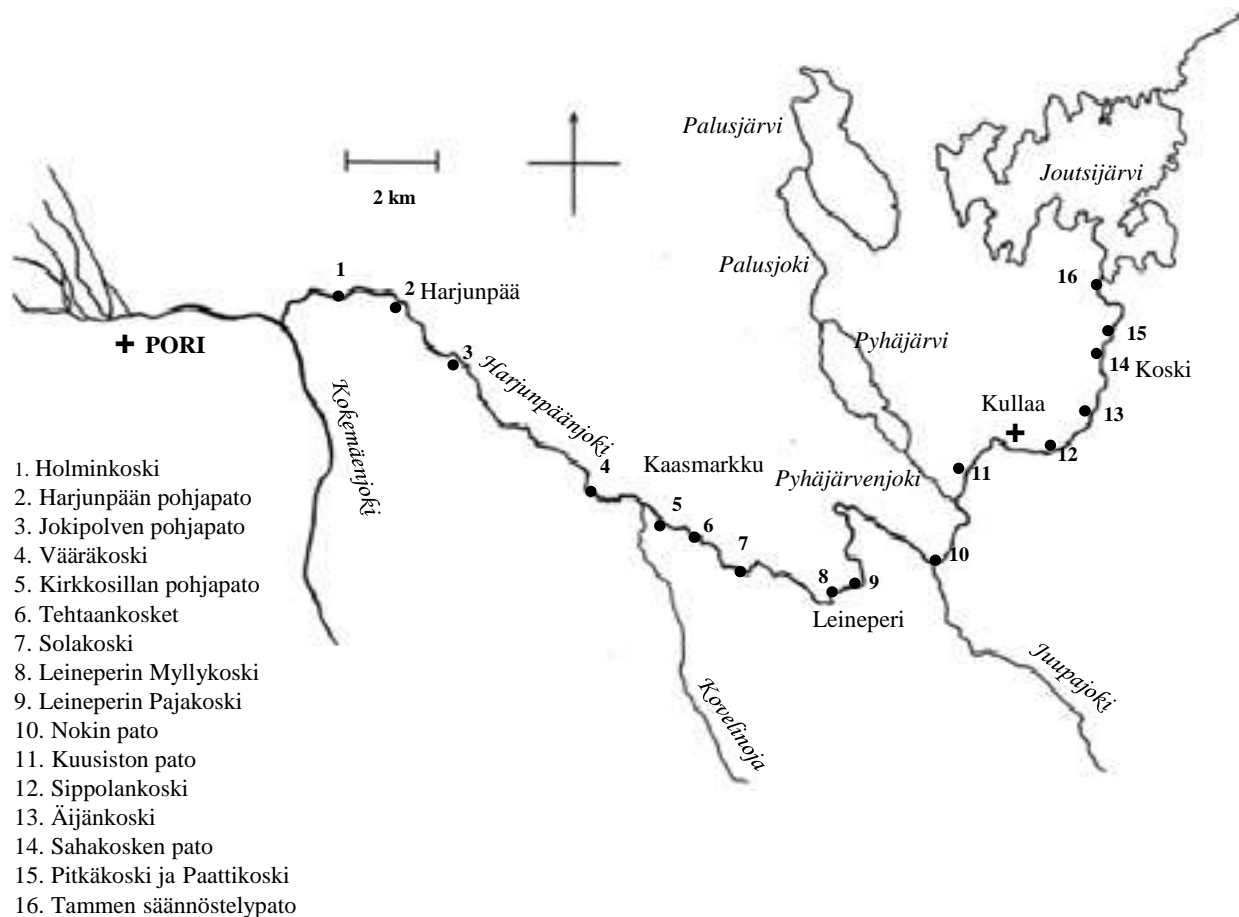 Palusjärvi
Joutsijärvi
2 km
Palusjoki
16
1
2 Harjunpää
15
PORI
3
Pyhäjärvi
14 Koski
Harjunpäänjoki
Kokemäenjoki
13
Kullaa
12
4
Kaasmarkku
11
Pyhäjärvenjoki
5
6
7
10
8
9
Leineperi
Juupajoki
Kovelinoja
1. Holminkoski
2. Harjunpään pohjapato
3. Jokipolven pohjapato
4. Vääräkoski
5. Kirkkosillan pohjapato
6. Tehtaankosket
7. Solakoski
8. Leineperin Myllykoski
9. Leineperin Pajakoski
10. Nokin pato
11. Kuusiston pato
12. Sippolankoski
13. Äijänkoski
14. Sahakosken pato
15. Pitkäkoski ja Paattikoski
16. Tammen säännöstelypato